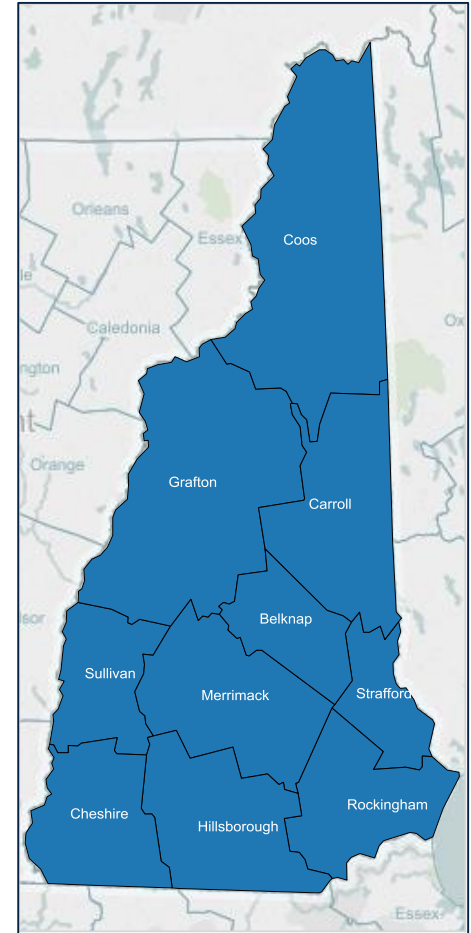 Orleans
Essex
Coos
Caledonia
Grafton
Orange
Carroll
Belknap
Sullivan
Merrimack
Strafford
Cheshire
Hillsborough
Rockingham
Essex